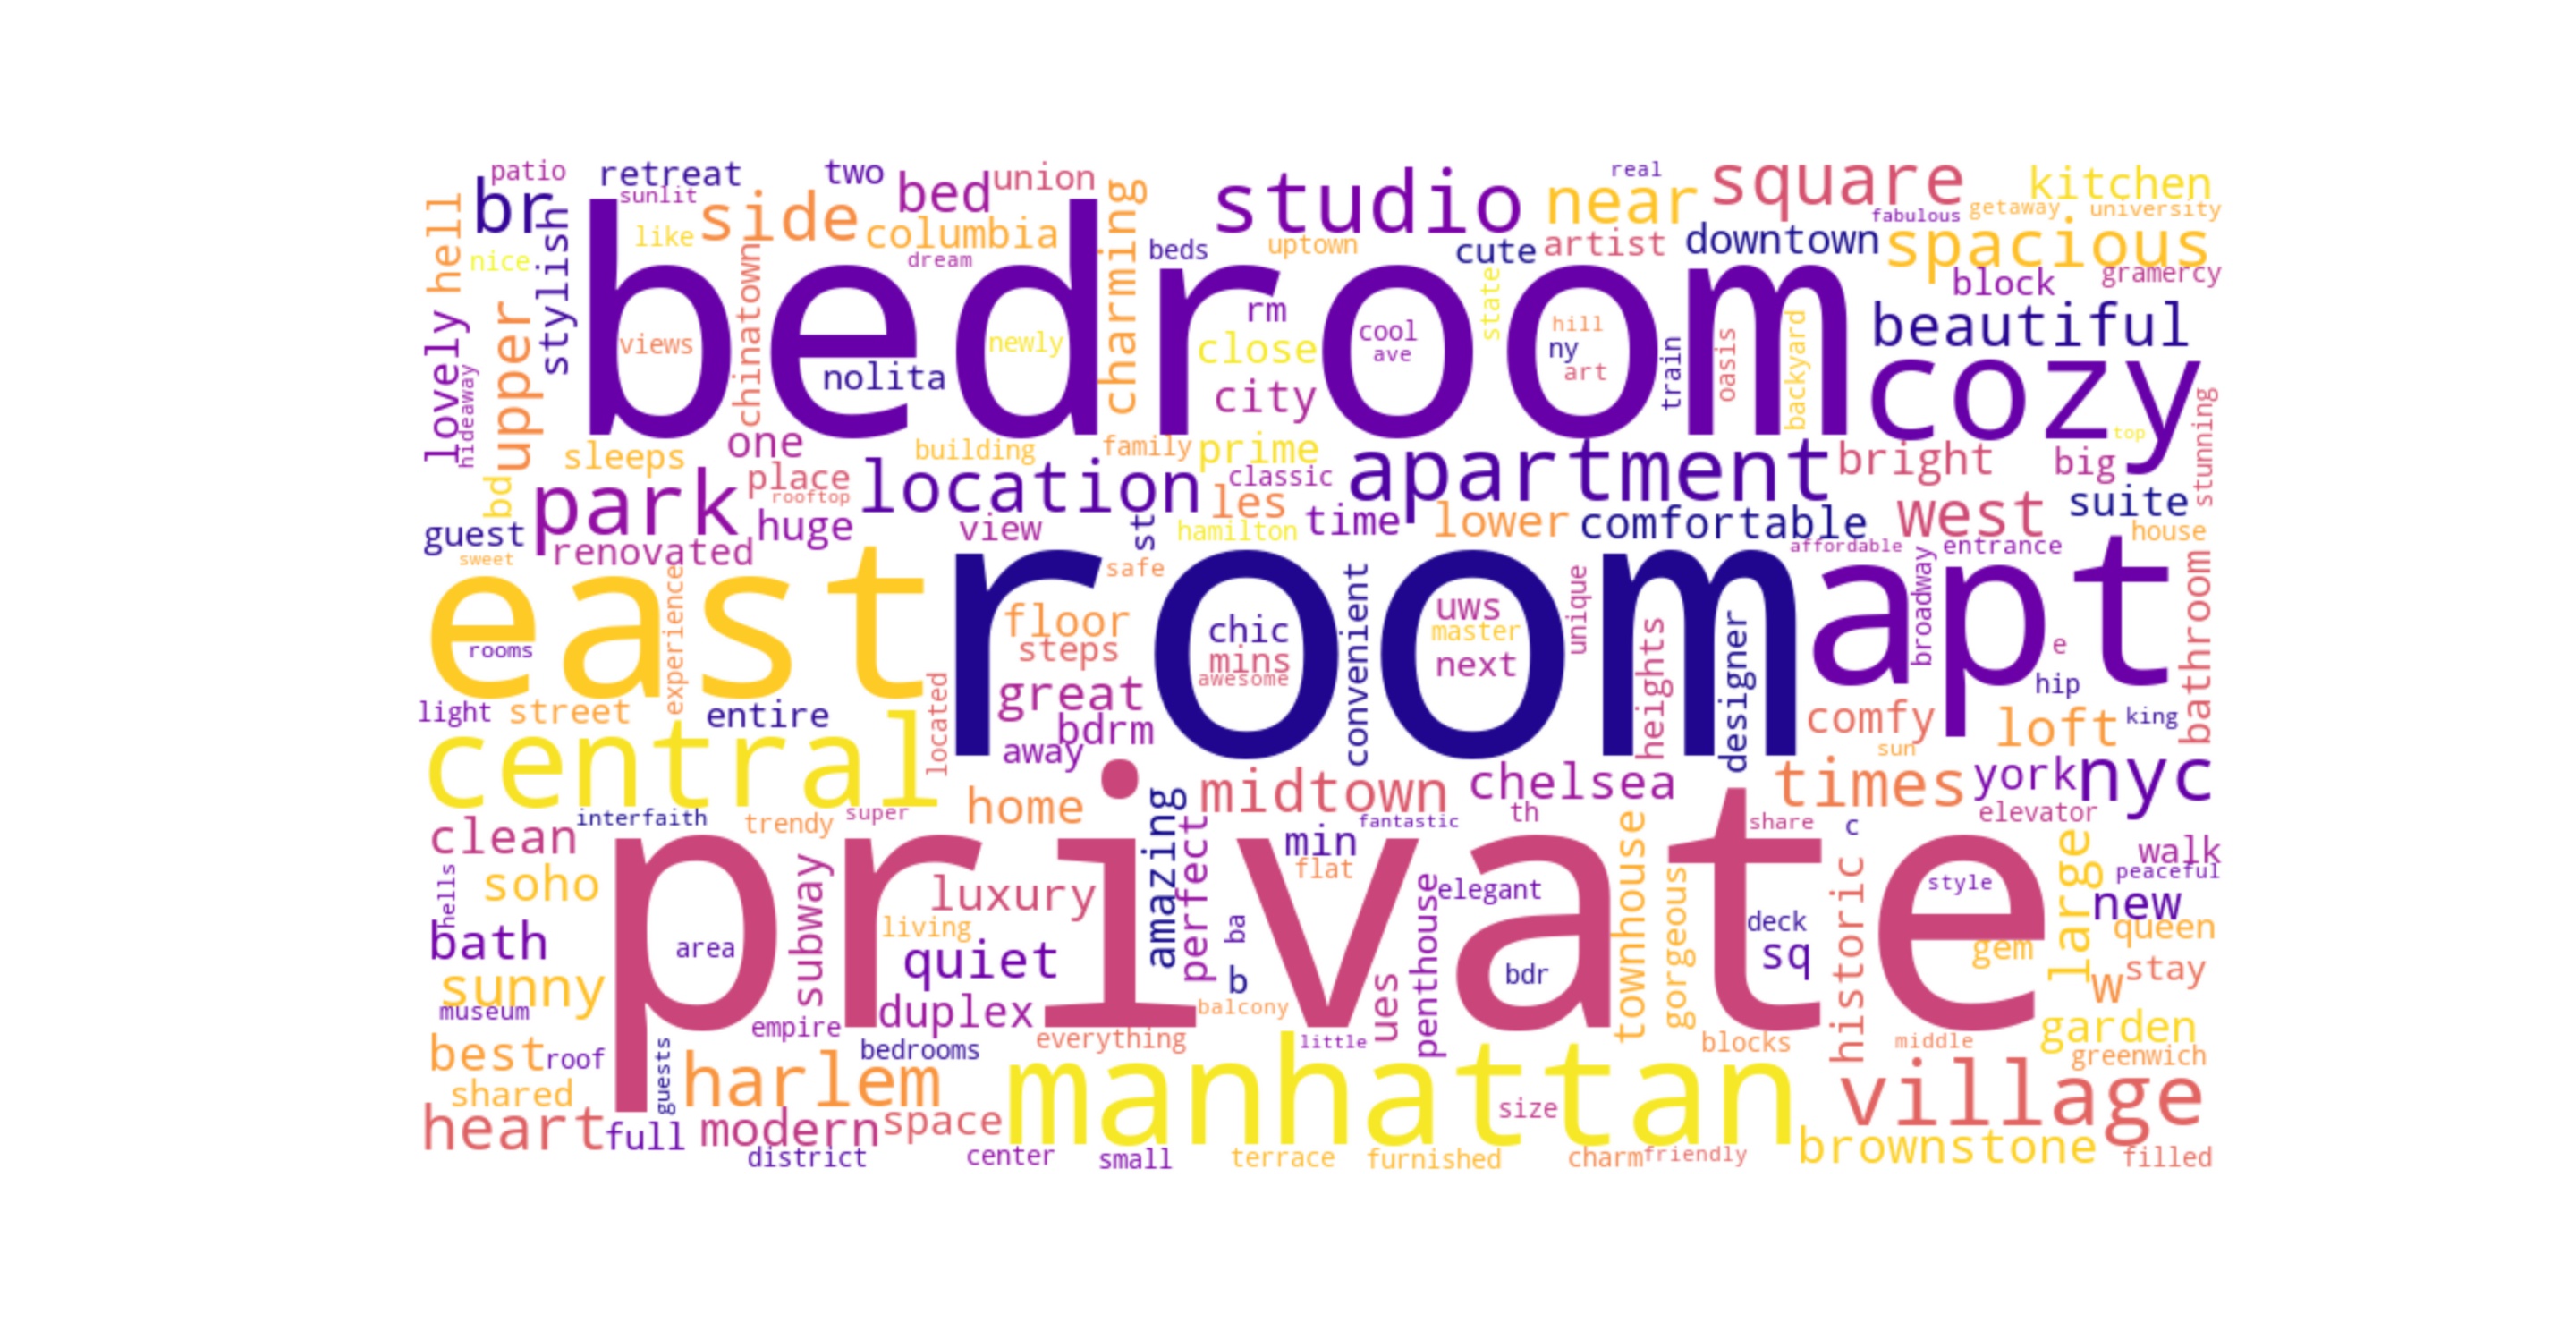 patio retreat two bed union studio real square kitchen
br sunlit side near fabulous getaway university
hell stylish like columbia charming beds uptown cute artist downtown spacious
nice dream chinatown state block gramercy
bedroom
lovely upper views nolita newly rm close cool ave hill ny art train oasis backyard beautiful
hideaway city cozy
sleeps one building family prime top stunning
bd park place location classic apartment bright big
rooftop les suite
guest huge view st hamilton time lower comfortable west house
sweet renovated safe affordable entrance
east room apt
rooms experience floor chic convenient uws unique broadway bathroom
steps mins master heights designer e
awesome next hip
light street entire located great comfy loft king
central bdrm away sun
home midtown chelsea times york nyc
interfaith trendy super amazing fantastic th share c elevator
clean perfect min townhouse large walk
private
hells soho subway luxury flat penthouse elegant gorgeous historic style peaceful
living ba deck new
bath area quiet b bdr sq gem queen
sunny ues w stay
museum duplex balcony
empire everything little blocks middle garden
best roof guests bedrooms greenwich
shared harlem manhattan village
heart full modern space size brownstone
district center small terrace furnished charm friendly filled